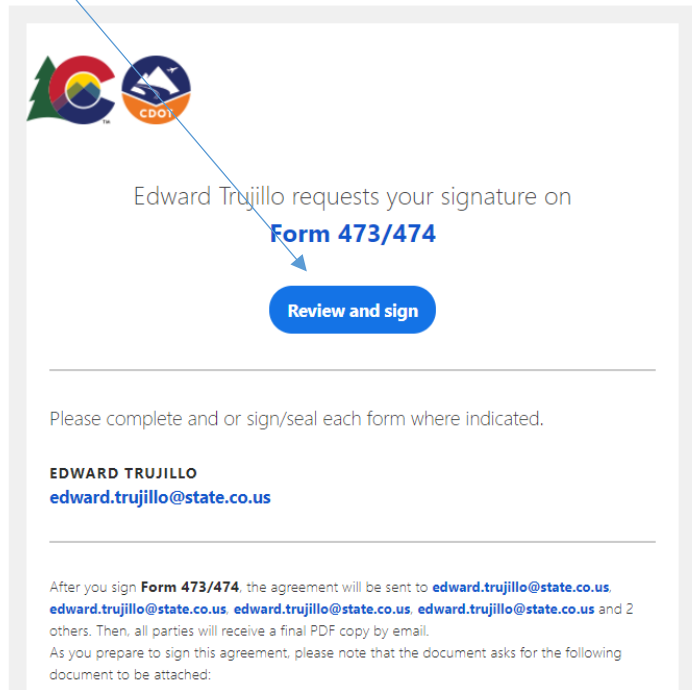 CDOT
Edward Trujillo requests your signature on
Form 473/474
Review and sign
Please complete and or sign/seal each form where indicated.
EDWARD TRUJILLO
edward.trujillo@state.co.us
After you sign Form 473/474, the agreement will be sent to edward.trujillo@state.co.us,
edward.trujillo@state.co.us, edward.trujillo@state.co.us, edward.trujillo@state.co.us and 2
others. Then, all parties will receive a final PDF copy by email.
As you prepare to sign this agreement, please note that the document asks for the following
document to be attached: